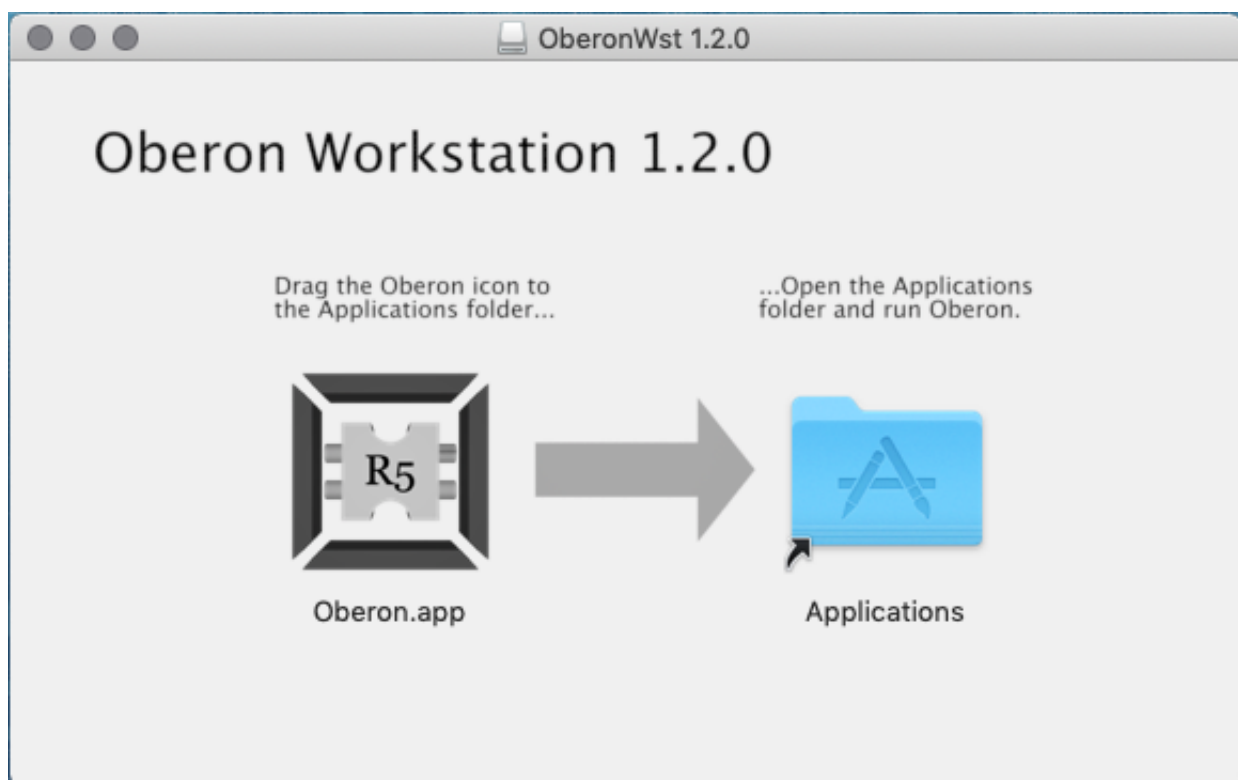 OberonWst 1.2.0
Oberon Workstation 1.2.0
Drag the Oberon icon to
the Applications folder...
...Open the Applications
folder and run Oberon.
R5
Oberon.app
Applications